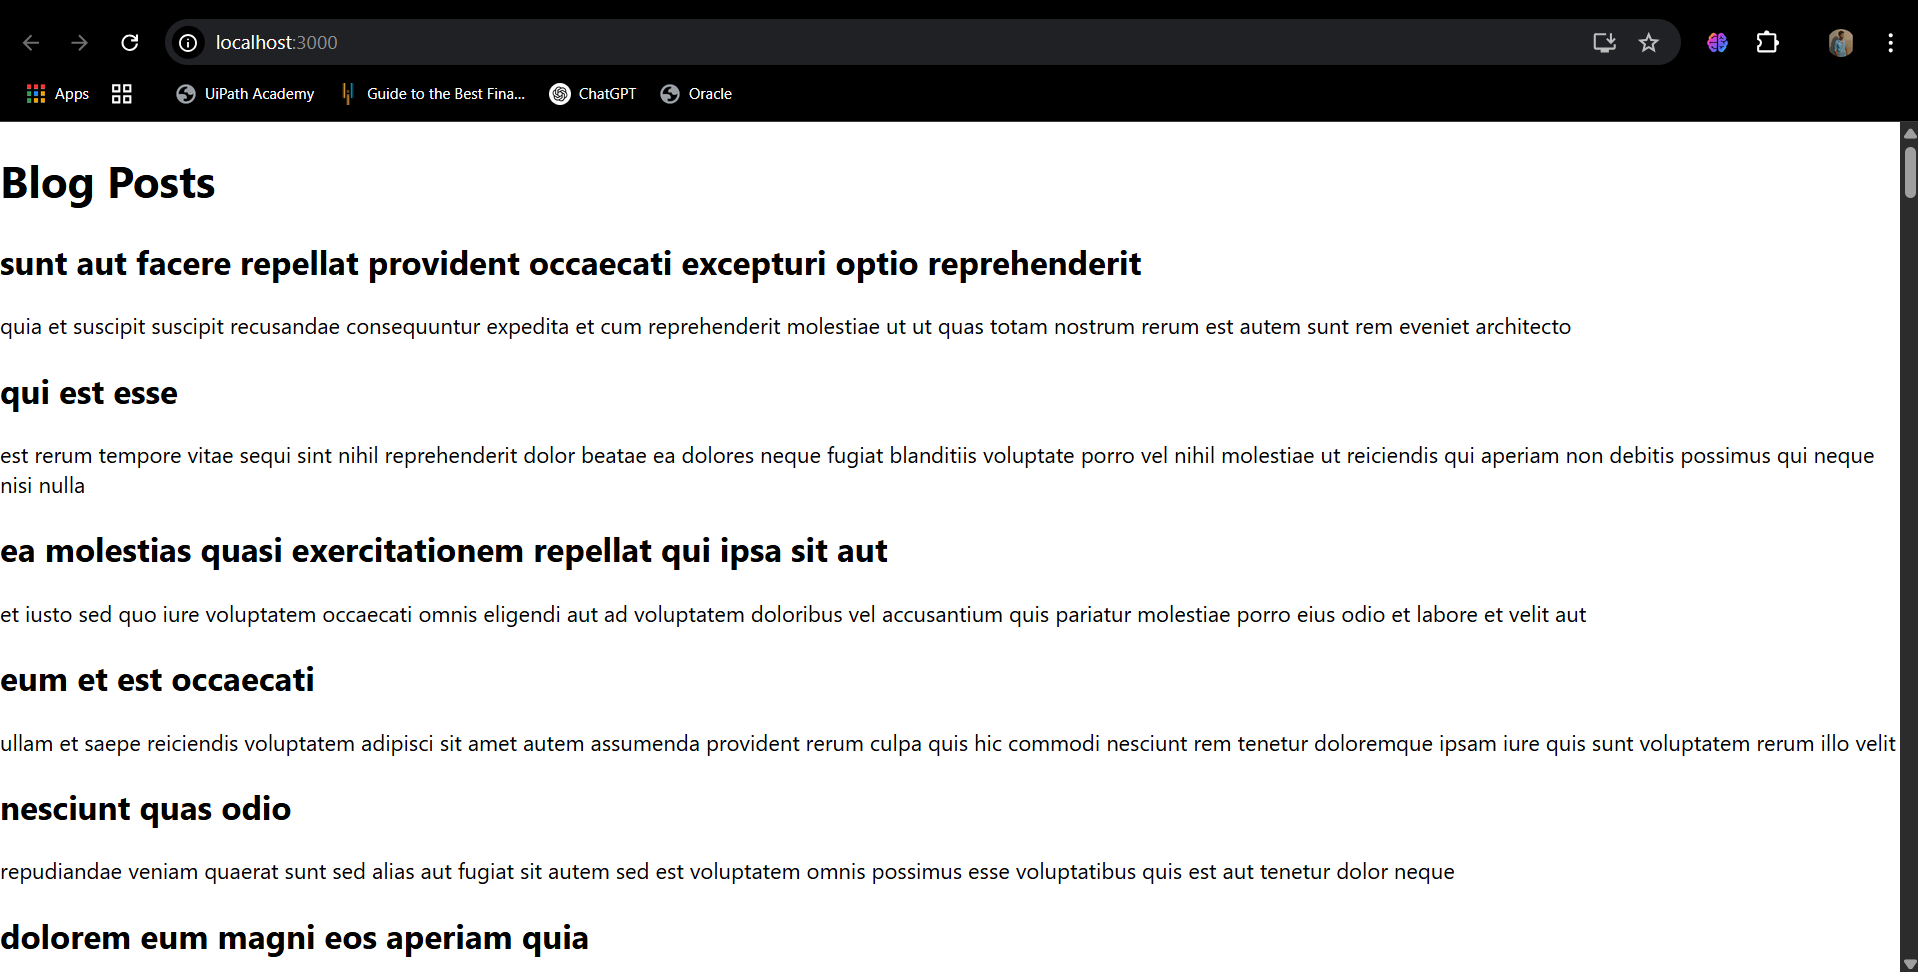 localhost:3000
Apps
UiPath Academy
Guide to the Best Fina...
ChatGPT
Oracle
Blog Posts
sunt aut facere repellat provident occaecati excepturi optio reprehenderit
quia et suscipit suscipit recusandae consequuntur expedita et cum reprehenderit molestiae ut ut quas totam nostrum rerum est autem sunt rem eveniet architecto
qui est esse
est rerum tempore vitae sequi sint nihil reprehenderit dolor beatae ea dolores neque fugiat blanditiis voluptate porro vel nihil molestiae ut reiciendis qui aperiam non debitis possimus qui neque
nisi nulla
ea molestias quasi exercitationem repellat qui ipsa sit aut
et iusto sed quo iure voluptatem occaecati omnis eligendi aut ad voluptatem doloribus vel accusantium quis pariatur molestiae porro eius odio et labore et velit aut
eum et est occaecati
ullam et saepe reiciendis voluptatem adipisci sit amet autem assumenda provident rerum culpa quis hic commodi nesciunt rem tenetur doloremque ipsam iure quis sunt voluptatem rerum illo velit
nesciunt quas odio
repudiandae veniam quaerat sunt sed alias aut fugiat sit autem sed est voluptatem omnis possimus esse voluptatibus quis est aut tenetur dolor neque
dolorem eum magni eos aperiam quia